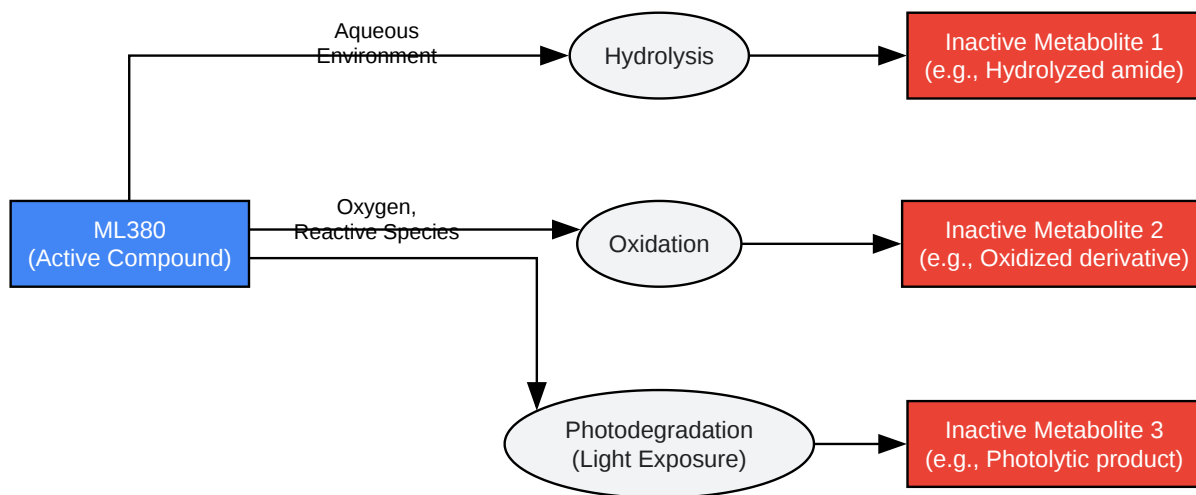 Aqueous
Environment
Hydrolysis
Inactive Metabolite 1
(e.g., Hydrolyzed amide)
ML380
(Active Compound)
Oxygen,
Reactive Species
Oxidation
Inactive Metabolite 2
(e.g., Oxidized derivative)
Photodegradation
(Light Exposure)
Inactive Metabolite 3
(e.g., Photolytic product)